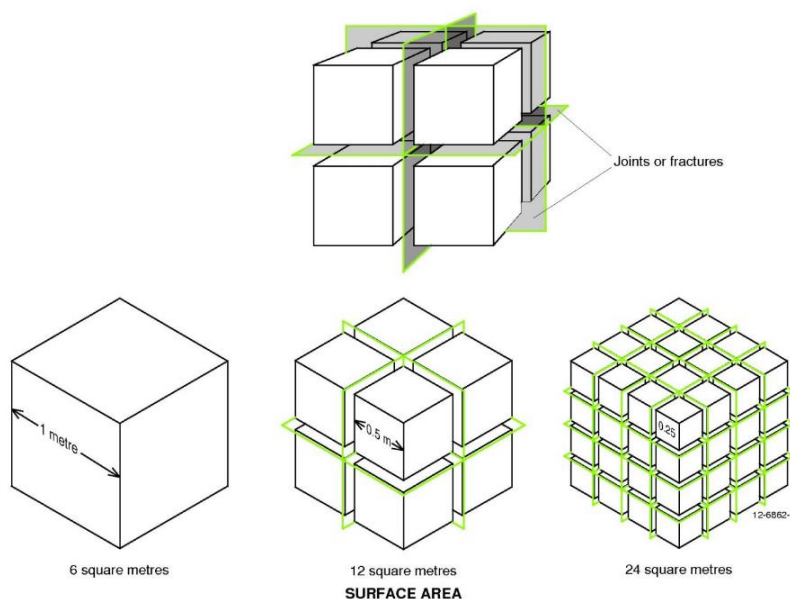 Joints or fractures
1 metre
0.5 m
0.25
12-6862-
6 square metres
12 square metres
24 square metres
SURFACE AREA